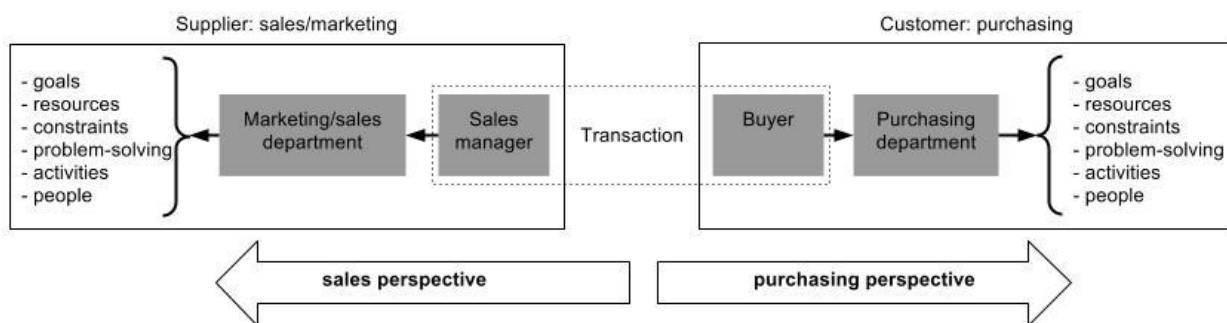 Supplier: sales/marketing
Customer: purchasing
- goals
- resources
- constraints
- problem-solving
- activities
- people
Marketing/sales
department
Sales
manager
Transaction
Buyer
Purchasing
department
- goals
- resources
- constraints
- problem-solving
- activities
- people
sales perspective
purchasing perspective